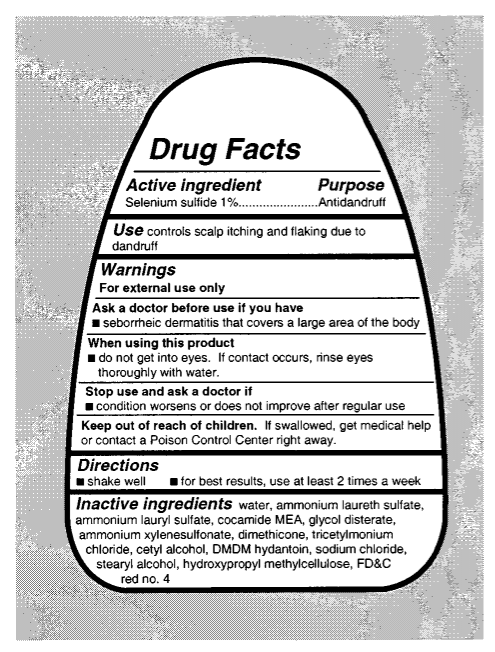 Drug Facts
Active ingredient Purpose
Selenium sulfide 1%............................Antidandruff
Use controls scalp itching and flaking due to
dandruff
Warnings
For external use only
Ask a doctor before use if you have
■ seborrheic dermatitis that covers a large area of the body
When using this product
■ do not get into eyes. If contact occurs, rinse eyes
thoroughly with water.
Stop use and ask a doctor if
■ condition worsens or does not improve after regular use
Keep out of reach of children. If swallowed, get medical help
or contact a Poison Control Center right away.
Directions
■ shake well ■ for best results, use at least 2 times a week
Inactive ingredients water, ammonium laureth sulfate,
ammonium lauryl sulfate, cocamide MEA, glycol disterate,
ammonium xylenesulfonate, dimethicone, tricetylmonium
chloride, cetyl alcohol, DMDM hydantoin, sodium chloride,
stearyl alcohol, hydroxypropyl methylcellulose, FD&C
red no. 4